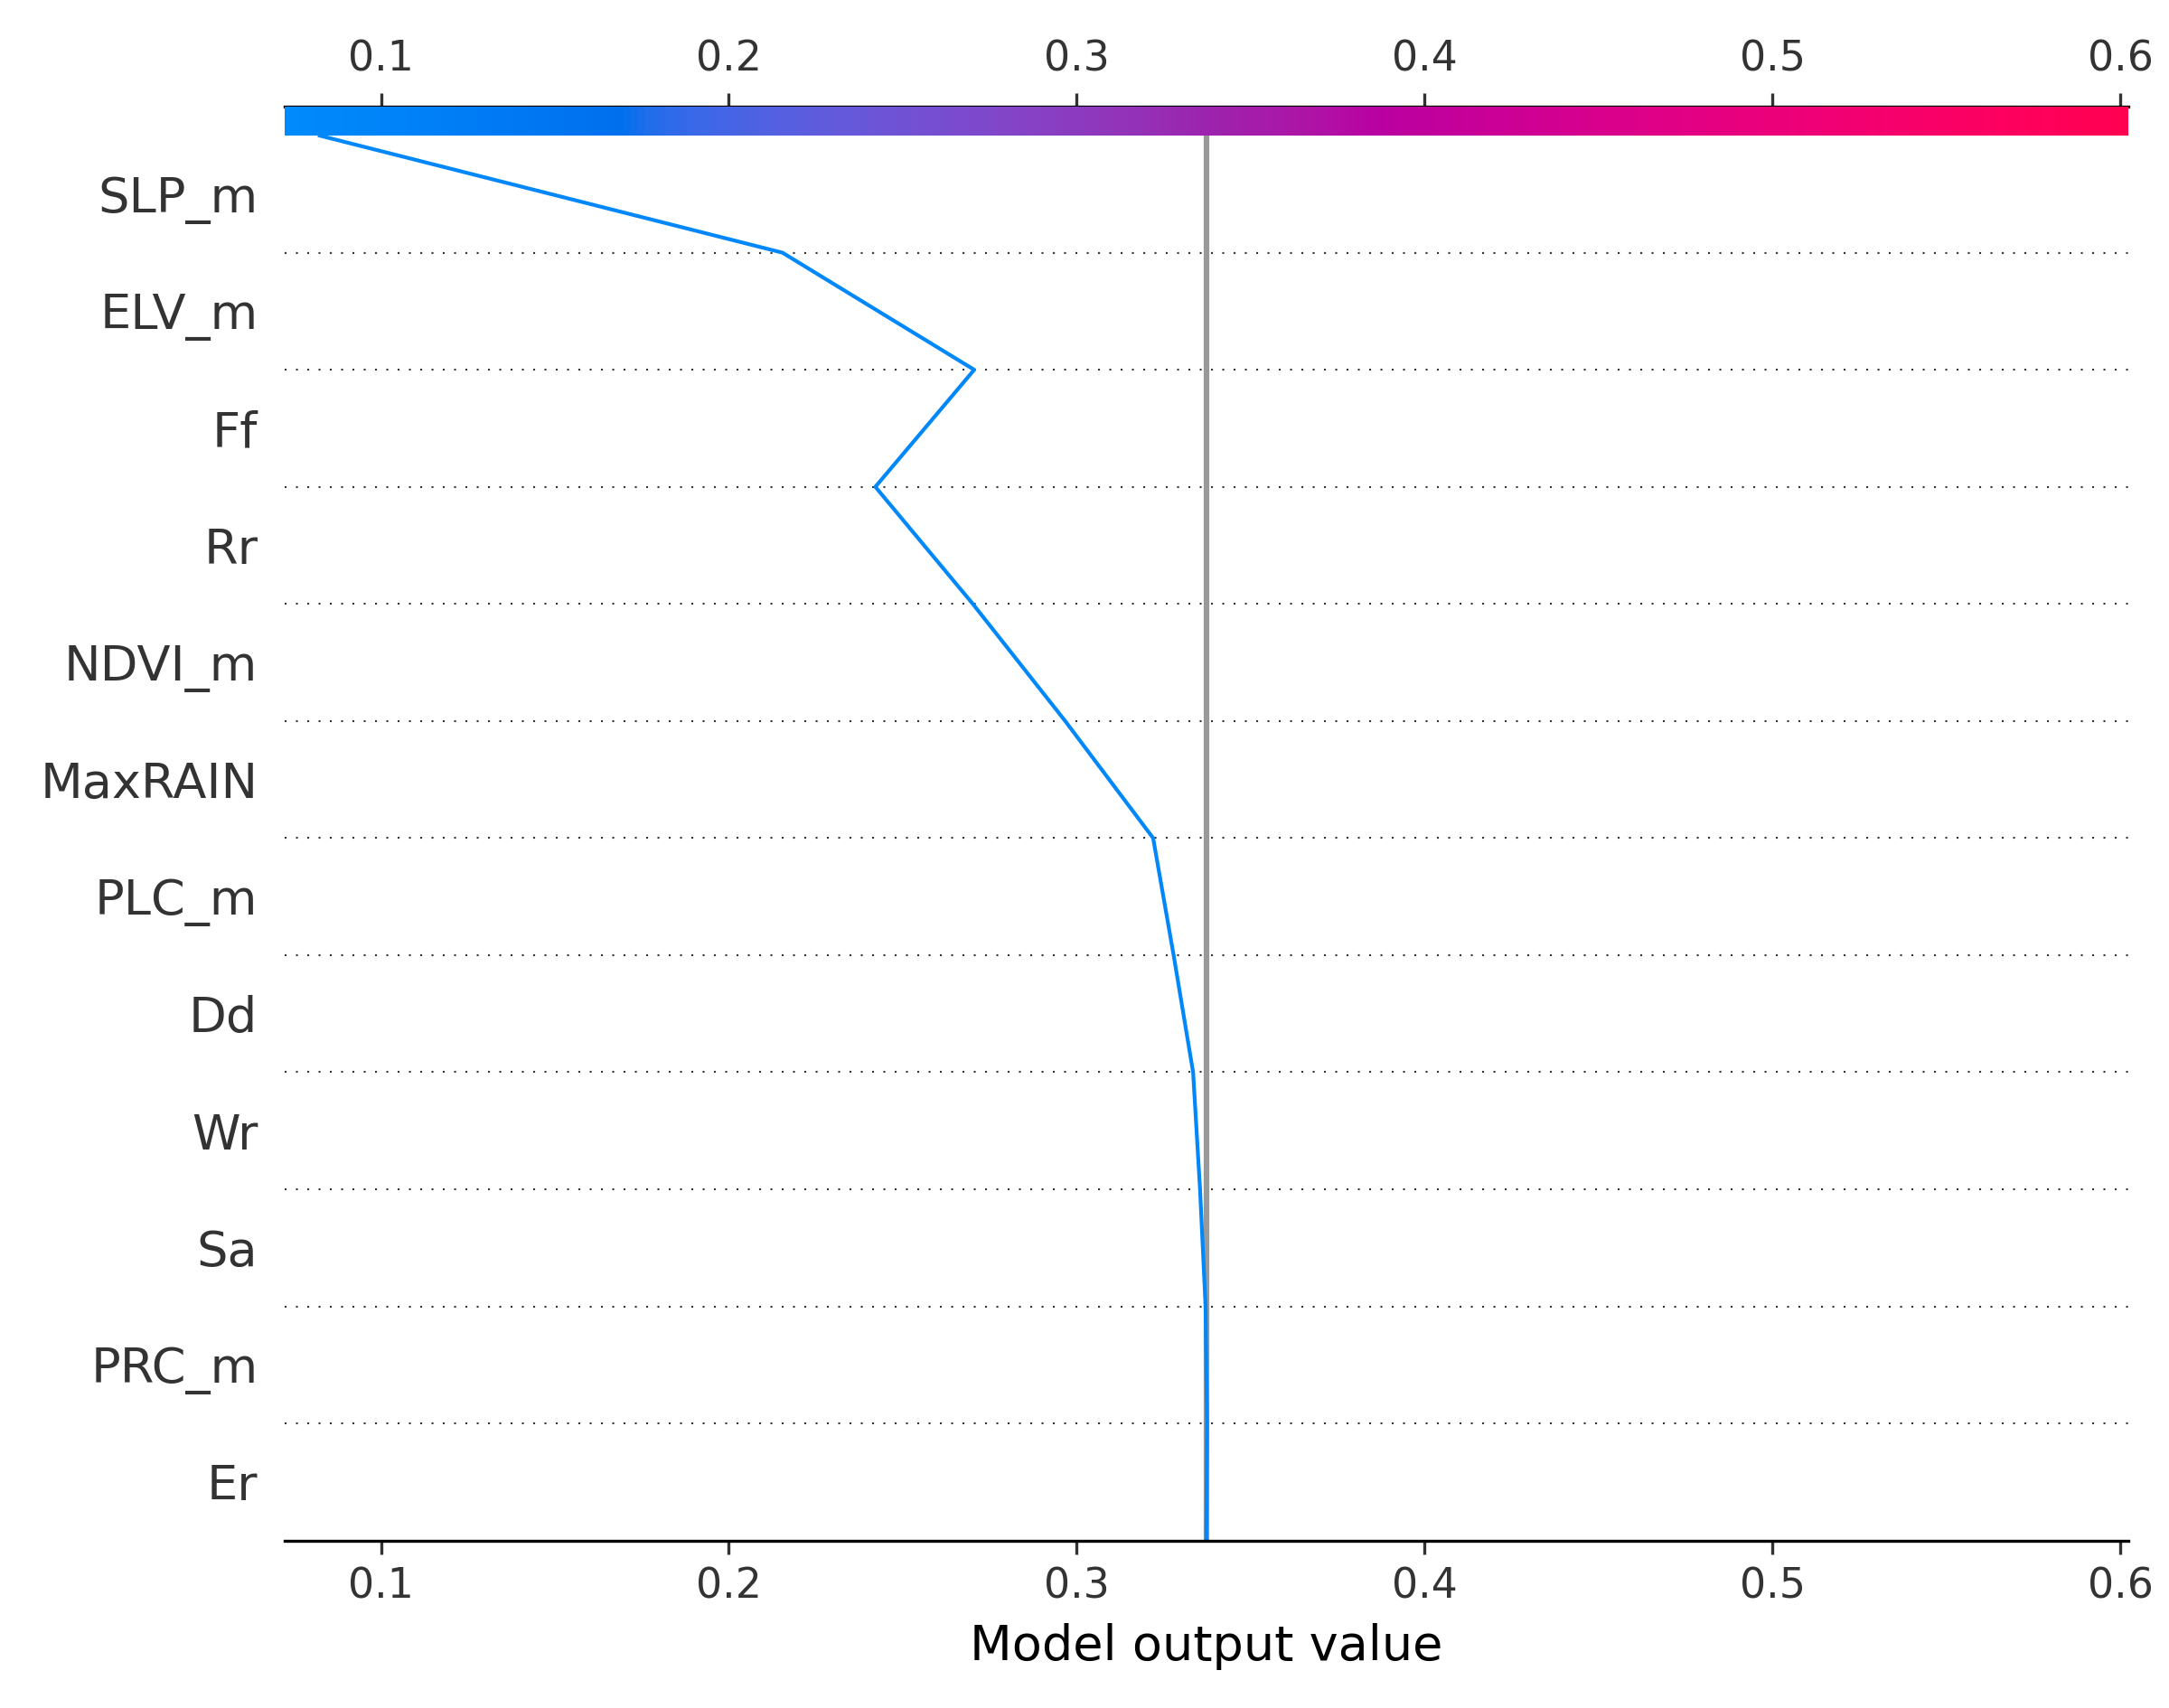 0.1 0.2 0.3 0.4 0.5 0.6
SLP_m
ELV_m
Ff
Rr
NDVI_m
MaxRAIN
PLC_m
Dd
Wr
Sa
PRC_m
Er
0.1 0.2 0.3 0.4 0.5 0.6
Model output value